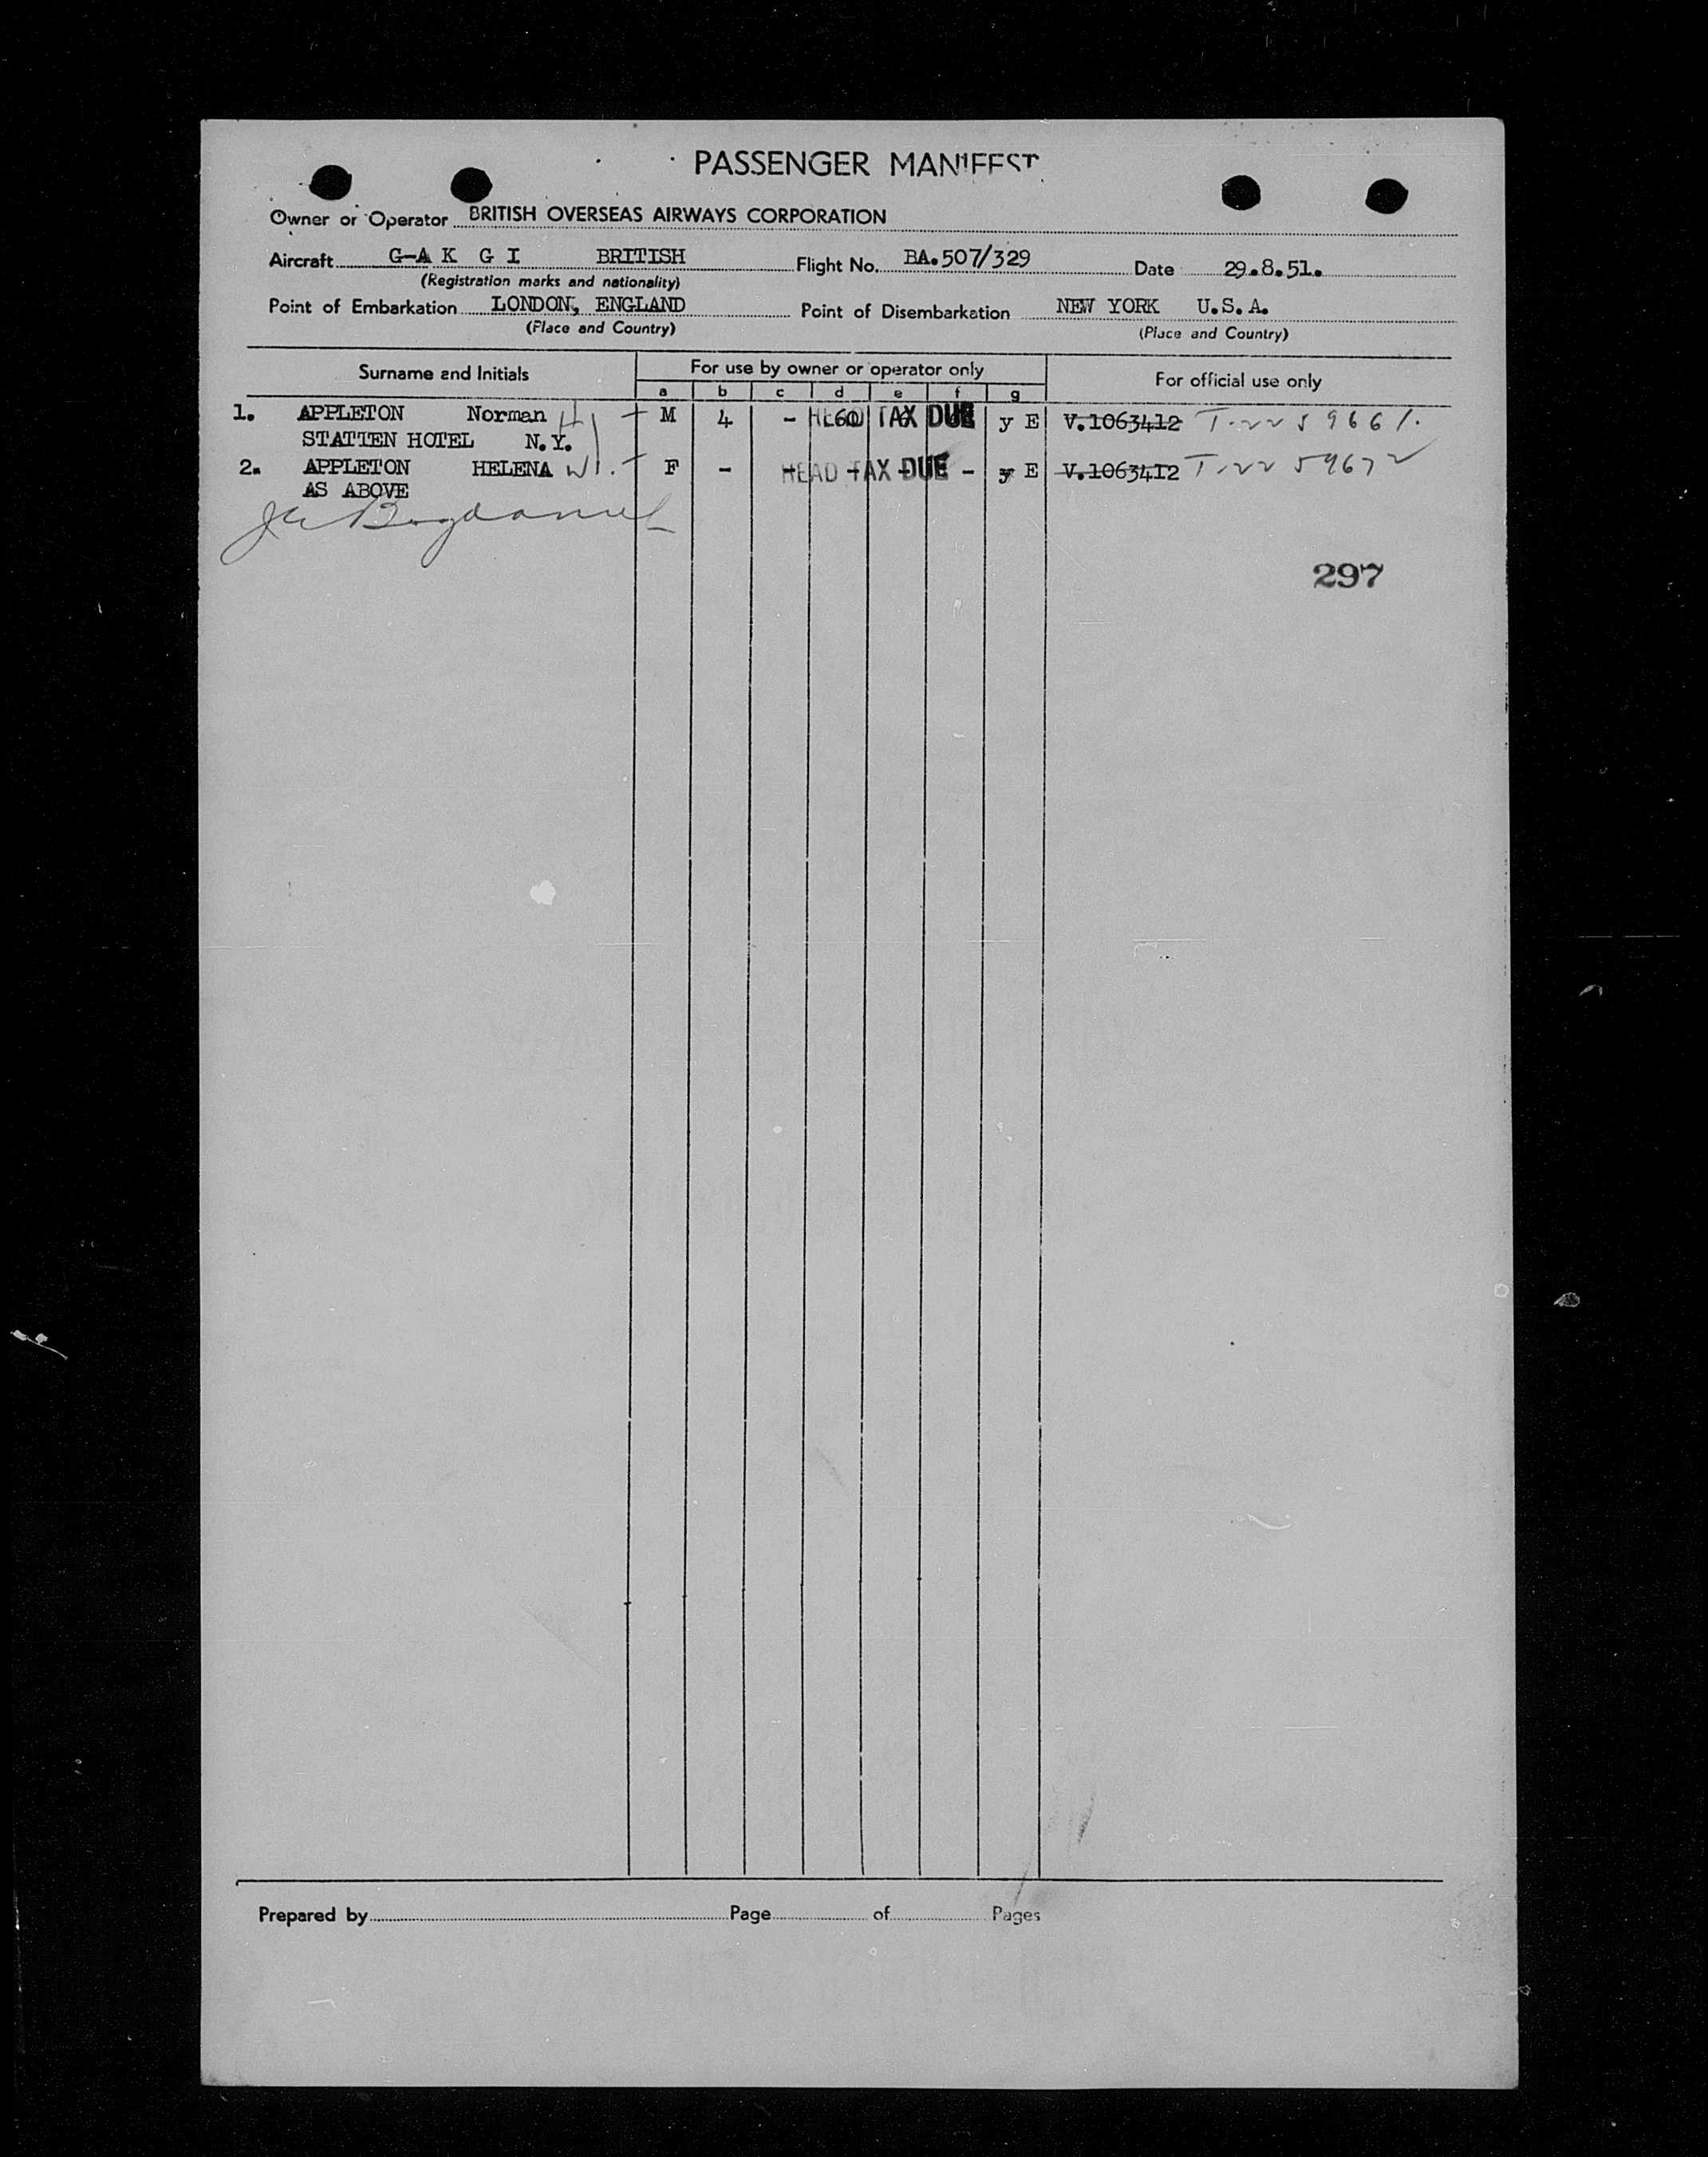 PASSENGER MANIFEST
Owner or Operator BRITISH OVERSEAS AIRWAYS CORPORATION
Aircraft G-A K G I BRITISH Flight No. BA.507/329 Date 29.8.51.
(Registration marks and nationality)
Point of Embarkation LONDON, ENGLAND Point of Disembarkation NEW YORK U.S.A.
(Place and Country) (Place and Country)
Surname and Initials For use by owner or operator only For official use only
a b c d e f g
1. APPLETON Norman H. M 4 - 60 HEAD TAX DUE y E V.1063412 T-2259661.
STATTEN HOTEL N.Y.
2. APPLETON HELENA W. F - HEAD TAX DUE - y E V.1063412 T-2259672
AS ABOVE
297
Prepared by Page of Pages